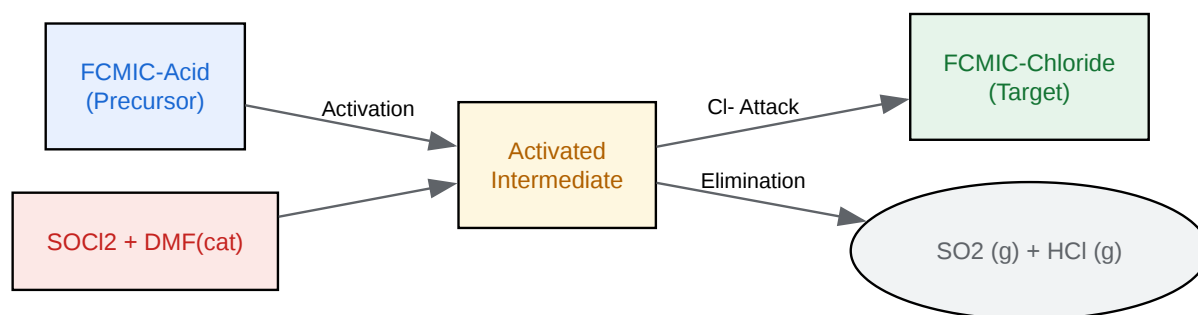 FCMIC-Acid
(Precursor)
SOCl2 + DMF(cat)
Activation
Activated
Intermediate
Cl- Attack
Elimination
FCMIC-Chloride
(Target)
SO2 (g) + HCl (g)